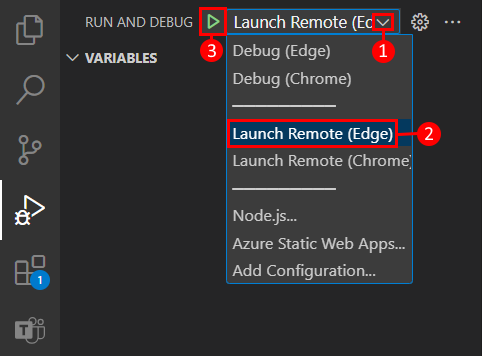 RUN AND DEBUG
Launch Remote (Ed
3
1
VARIABLES
Debug (Edge)
Debug (Chrome)
Launch Remote (Edge)
2
Launch Remote (Chrome)
Node.js...
Azure Static Web Apps...
Add Configuration...
1
T